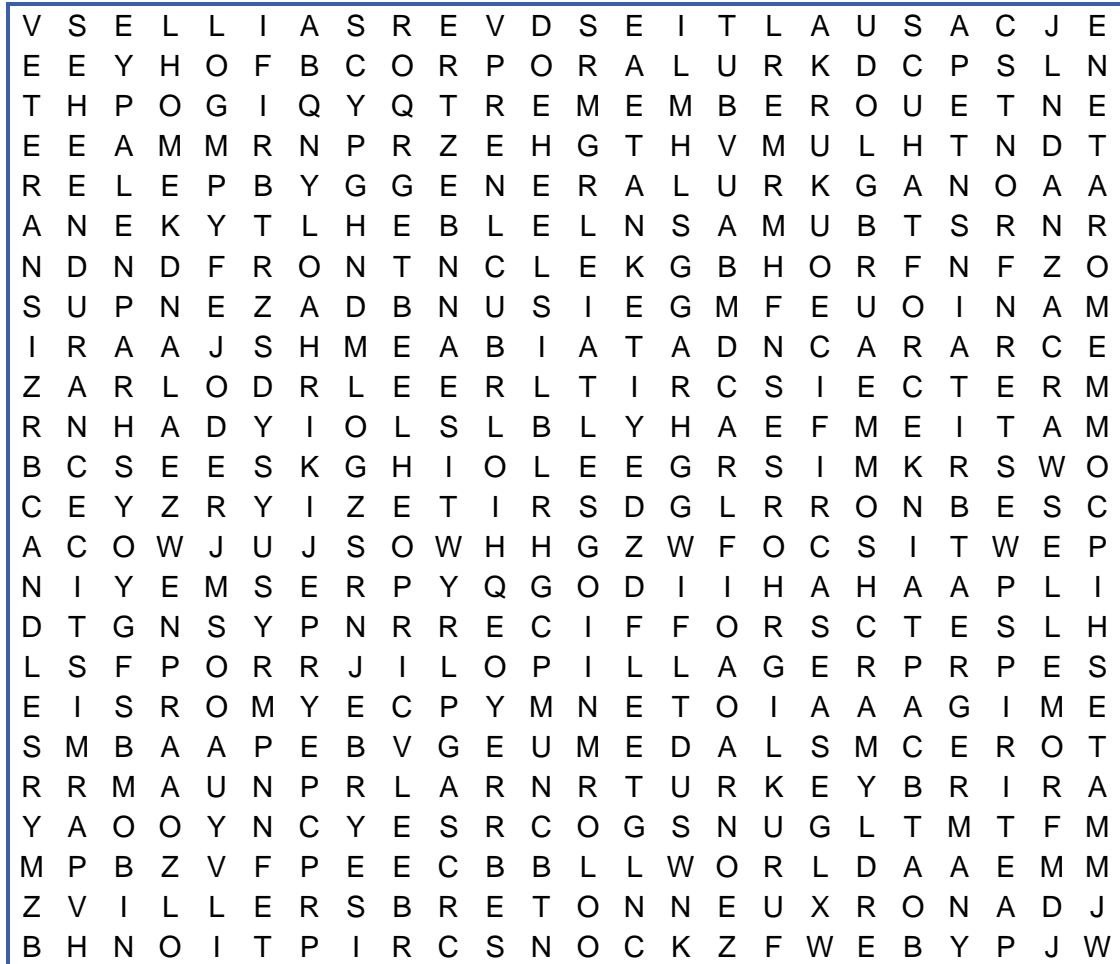 V S E L L I A S R E V D S E I T L A U S A C J E
E E Y H O F B C O R P O R A L U R K D C P S L N
T H P O G I Q Y Q T R E M E M B E R O U E T N E
E E A M M R N P R Z E H G T H V M U L H T N D T
R E L E P B Y G G E N E R A L U R K G A N O A A
A N E K Y T L H E B L E L N S A M U B T S R N R
N D N D F R O N T N C L E K G B H O R F N F Z O
S U P N E Z A D B N U S I E G M F E U O I N A M
I R A A J S H M E A B I A T A D N C A R A R C E
Z A R L O D R L E E R L T I R C S I E C T E R M
R N H A D Y I O L S L B L Y H A E F M E I T A M
B C S E E S K G H I O L E E G R S I M K R S W O
C E Y Z R Y I Z E T I R S D G L R R O N B E S C
A C O W J U J S O W H H G Z W F O C S I T W E P
N I Y E M S E R P Y Q G O D I I H A H A A P L I
D T G N S Y P N R R E C I F F O R S C T E S L H
L S F P O R R J I L O P I L L A G E R P R P E S
E I S R O M Y E C P Y M N E T O I A A A G I M E
S M B A A P E B V G E U M E D A L S M C E R O T
R R M A U N P R L A R N R T U R K E Y B R I R A
Y A O O Y N C Y E S R C O G S N U G L T M T F M
M P B Z V F P E E C B B L L W O R L D A A E M M
Z V I L L E R S B R E T O N N E U X R O N A D J
B H N O I T P I R C S N O C K Z F W E B Y P J W